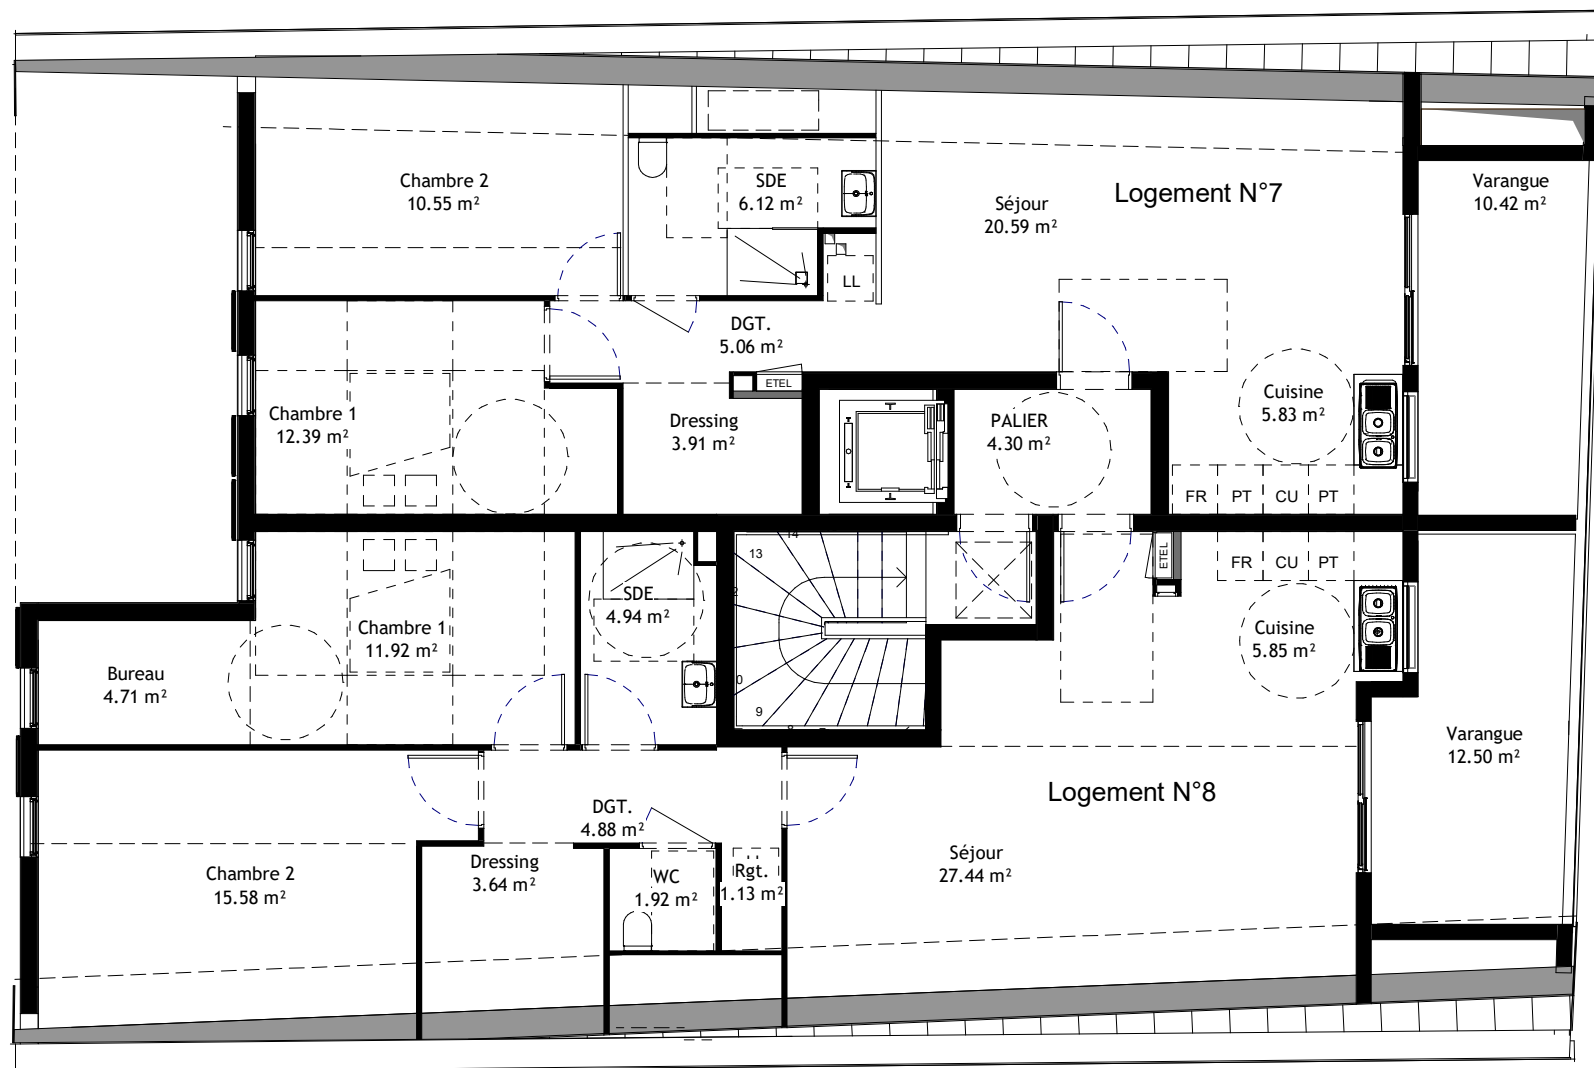 Chambre 2
10.55 m²
SDE
6.12 m²
Séjour
20.59 m²
Logement N°7
Varangue
10.42 m²
LL
DGT.
5.06 m²
ETEL
Chambre 1
12.39 m²
Dressing
3.91 m²
PALIER
4.30 m²
Cuisine
5.83 m²
FR
PT
CU
PT
14
13
ETEL
FR
CU
PT
SDE
4.94 m²
Chambre 1
11.92 m²
Cuisine
5.85 m²
Bureau
4.71 m²
9
Varangue
12.50 m²
Logement N°8
DGT.
4.88 m²
Chambre 2
15.58 m²
Dressing
3.64 m²
WC
1.92 m²
Rgt.
1.13 m²
Séjour
27.44 m²